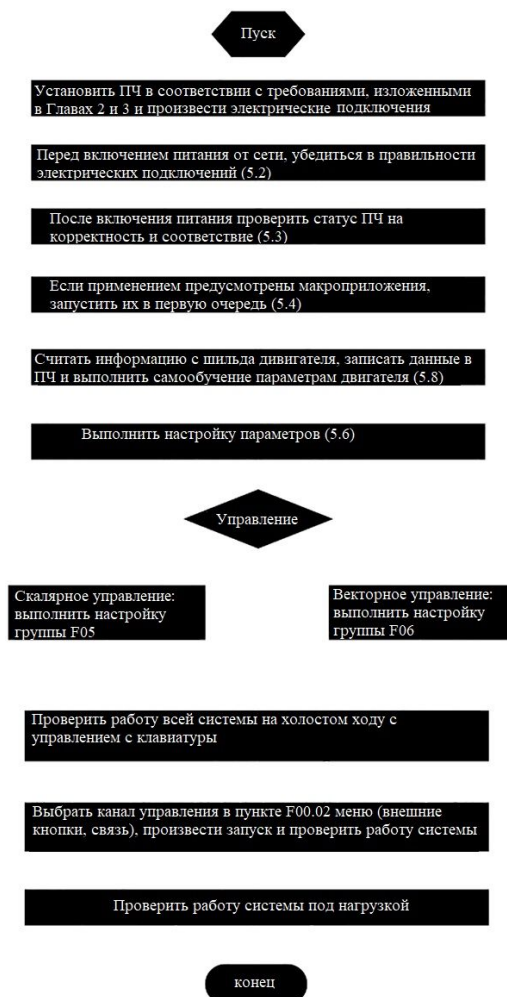 Пуск
Установить ПЧ в соответствии с требованиями, изложенными
в Главах 2 и 3 и произвести электрические подключения
Перед включением питания от сети, убедиться в правильности
электрических подключений (5.2)
После включения питания проверить статус ПЧ на
корректность и соответствие (5.3)
Если применением предусмотрены макроприложения,
запустить их в первую очередь (5.4)
Считать информацию с шильда дивигателя, записать данные в
ПЧ и выполнить самообучение параметрам двигателя (5.8)
Выполнить настройку параметров (5.6)
Управление
Скалярное управление:
выполнить настройку
группы F05
Векторное управление:
выполнить настройку
группы F06
Проверить работу всей системы на холостом ходу с
управлением с клавиатуры
Выбрать канал управления в пункте F00.02 меню (внешние
кнопки, связь), произвести запуск и проверить работу системы
Проверить работу системы под нагрузкой
конец